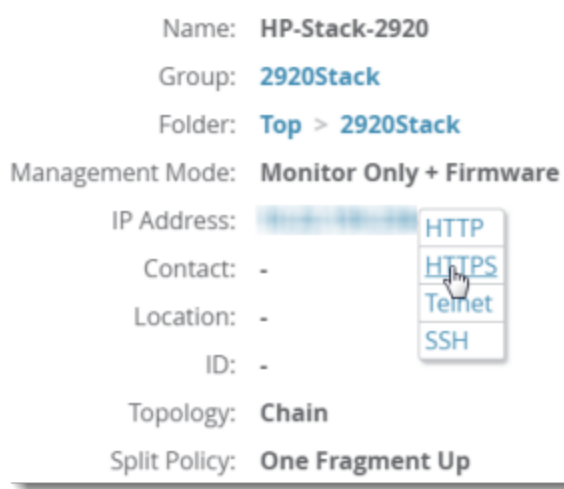 Name: HP-Stack-2920
Group: 2920Stack
Folder: Top > 2920Stack
Management Mode: Monitor Only + Firmware
IP Address:
HTTP
HTTPS
Telnet
SSH
Contact: -
Location: -
ID: -
Topology: Chain
Split Policy: One Fragment Up